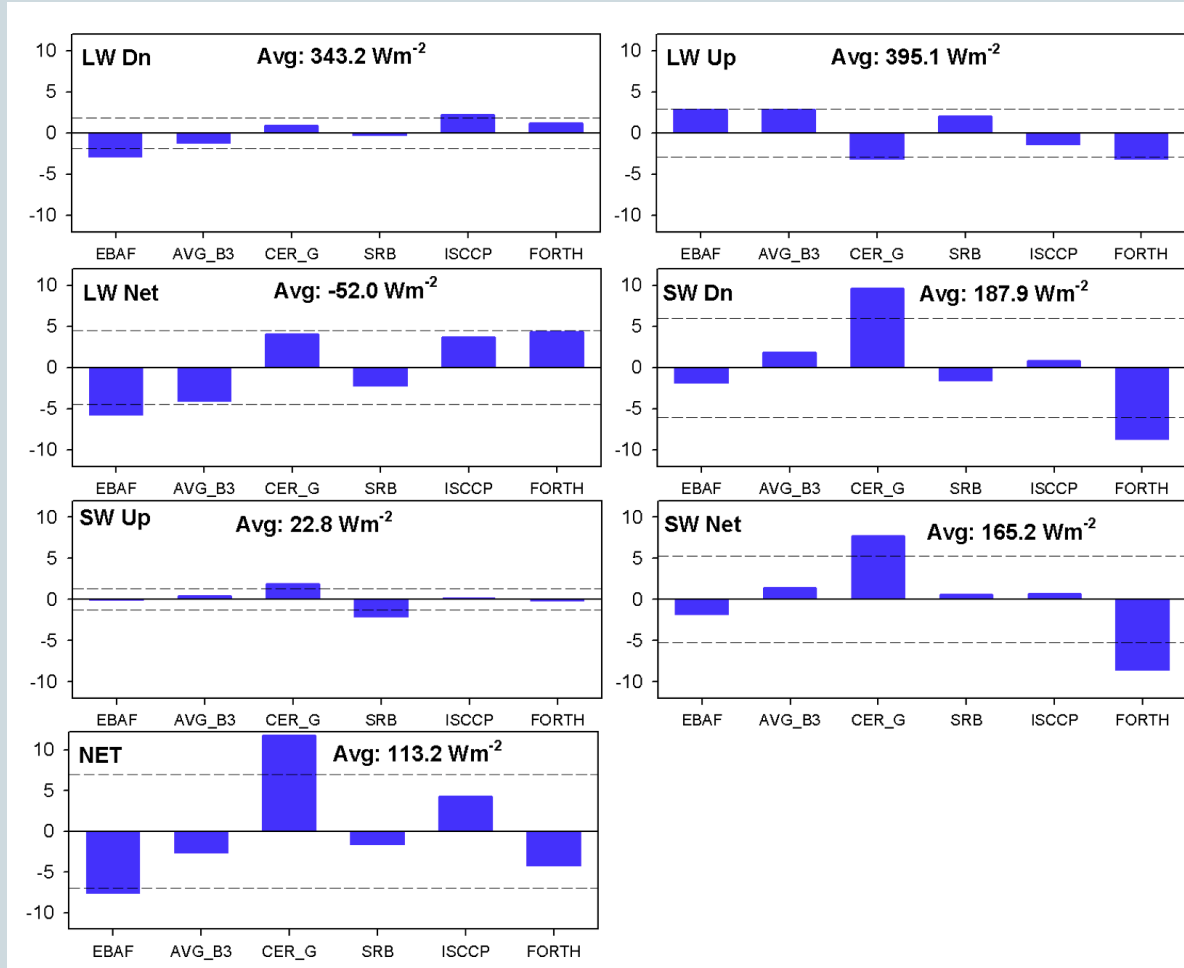 LW Dn Avg: 343.2 Wm⁻²
10
5
0
-5
-10
EBAF AVG_B3 CER_G SRB ISCCP FORTH
LW Up Avg: 395.1 Wm⁻²
10
5
0
-5
-10
EBAF AVG_B3 CER_G SRB ISCCP FORTH
LW Net Avg: -52.0 Wm⁻²
10
5
0
-5
-10
EBAF AVG_B3 CER_G SRB ISCCP FORTH
SW Dn Avg: 187.9 Wm⁻²
10
5
0
-5
-10
EBAF AVG_B3 CER_G SRB ISCCP FORTH
SW Up Avg: 22.8 Wm⁻²
10
5
0
-5
-10
EBAF AVG_B3 CER_G SRB ISCCP FORTH
SW Net Avg: 165.2 Wm⁻²
10
5
0
-5
-10
EBAF AVG_B3 CER_G SRB ISCCP FORTH
NET Avg: 113.2 Wm⁻²
10
5
0
-5
-10
EBAF AVG_B3 CER_G SRB ISCCP FORTH